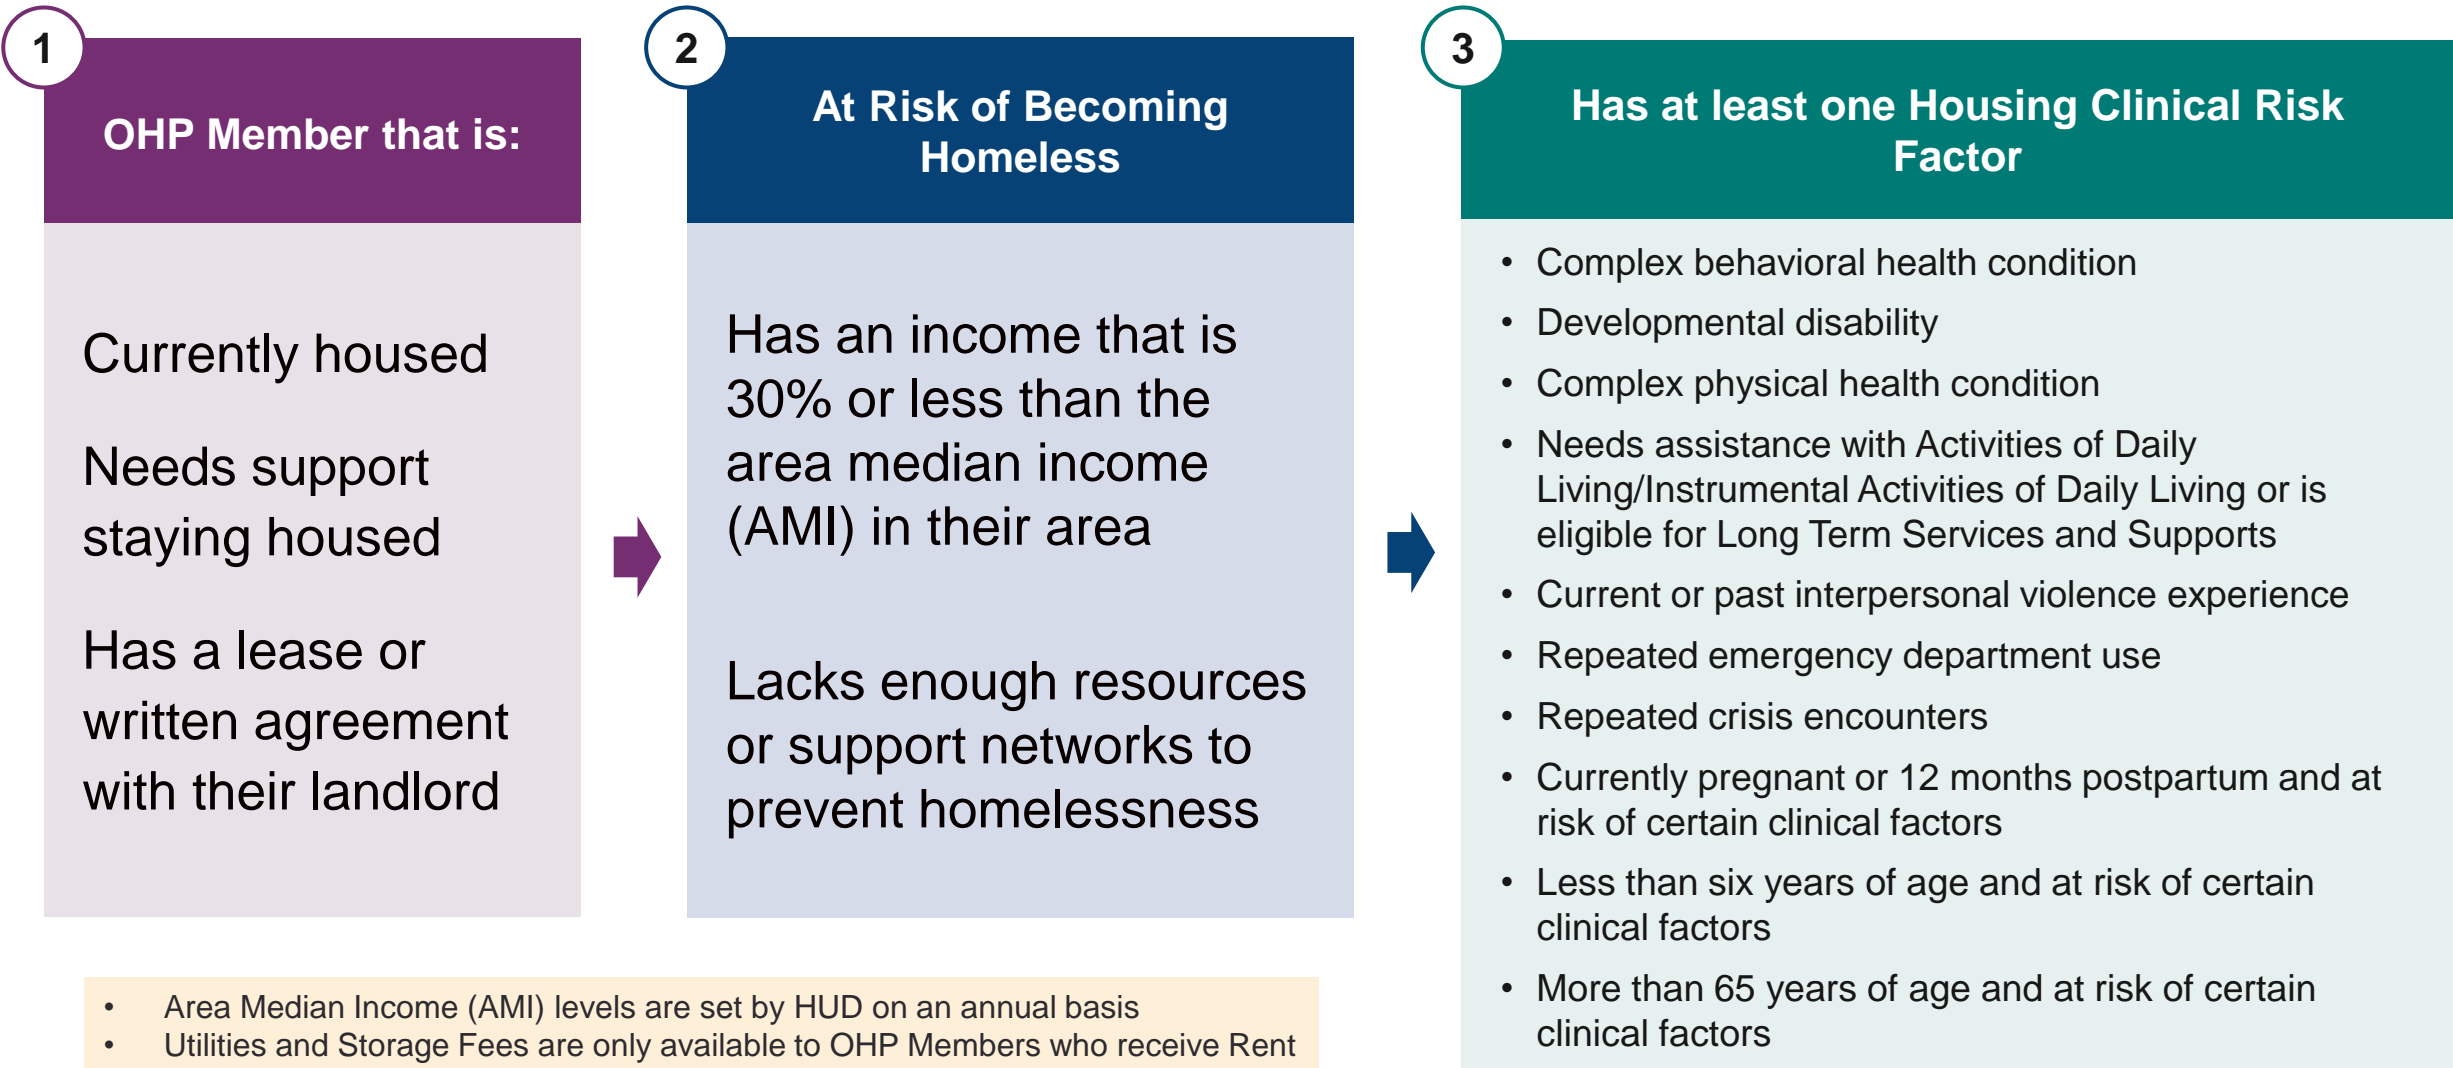 1
OHP Member that is:
Currently housed
Needs support
staying housed
Has a lease or
written agreement
with their landlord
2
At Risk of Becoming
Homeless
Has an income that is
30% or less than the
area median income
(AMI) in their area
Lacks enough resources
or support networks to
prevent homelessness
3
Has at least one Housing Clinical Risk
Factor
• Complex behavioral health condition
• Developmental disability
• Complex physical health condition
• Needs assistance with Activities of Daily
Living/Instrumental Activities of Daily Living or is
eligible for Long Term Services and Supports
• Current or past interpersonal violence experience
• Repeated emergency department use
• Repeated crisis encounters
• Currently pregnant or 12 months postpartum and at
risk of certain clinical factors
• Less than six years of age and at risk of certain
clinical factors
• More than 65 years of age and at risk of certain
clinical factors
• Area Median Income (AMI) levels are set by HUD on an annual basis
• Utilities and Storage Fees are only available to OHP Members who receive Rent